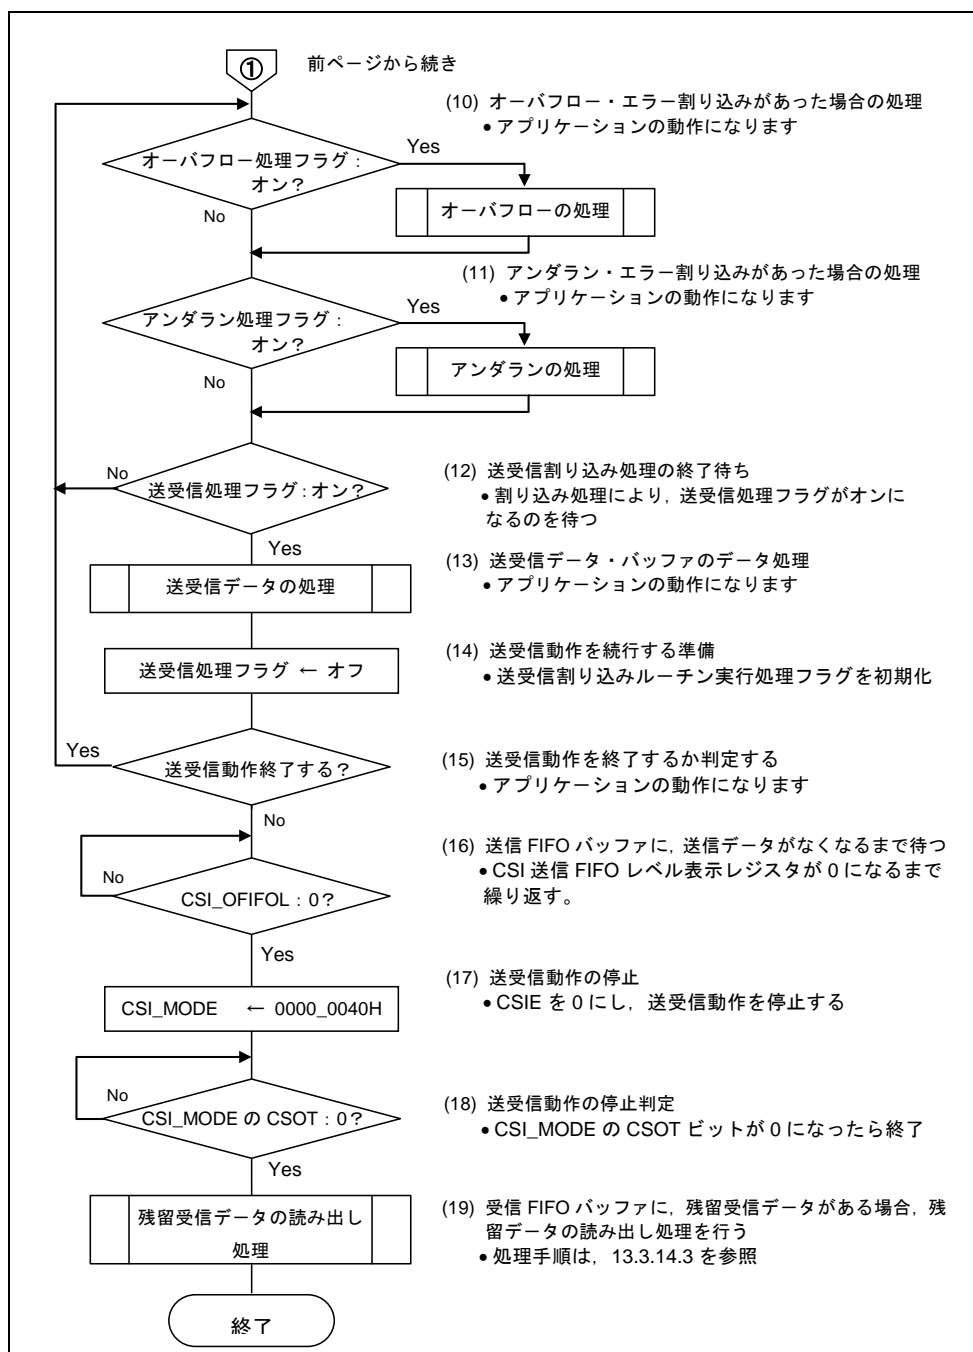 ① 前ページから続き
(10) オーバフロー・エラー割り込みがあった場合の処理
• アプリケーションの動作になります
オーバフロー処理フラグ：
オン？
Yes
No
オーバフローの処理
(11) アンダラン・エラー割り込みがあった場合の処理
• アプリケーションの動作になります
アンダラン処理フラグ：
オン？
Yes
No
アンダランの処理
(12) 送受信割り込み処理の終了待ち
• 割り込み処理により，送受信処理フラグがオンに
なるのを待つ
No
送受信処理フラグ：オン？
Yes
(13) 送受信データ・バッファのデータ処理
• アプリケーションの動作になります
送受信データの処理
(14) 送受信動作を続行する準備
• 送受信割り込みルーチン実行処理フラグを初期化
送受信処理フラグ ← オフ
Yes
送受信動作終了する？
No
(15) 送受信動作を終了するか判定する
• アプリケーションの動作になります
(16) 送信 FIFO バッファに，送信データがなくなるまで待つ
• CSI 送信 FIFO レベル表示レジスタが 0 になるまで
繰り返す。
No
CSI_OFIFOL：0？
Yes
(17) 送受信動作の停止
• CSIE を 0 にし，送受信動作を停止する
CSI_MODE ← 0000_0040H
No
CSI_MODE の CSOT：0？
Yes
(18) 送受信動作の停止判定
• CSI_MODE の CSOT ビットが 0 になったら終了
(19) 受信 FIFO バッファに，残留受信データがある場合，残
留データの読み出し処理を行う
• 処理手順は，13.3.14.3 を参照
残留受信データの読み出し
処理
終了